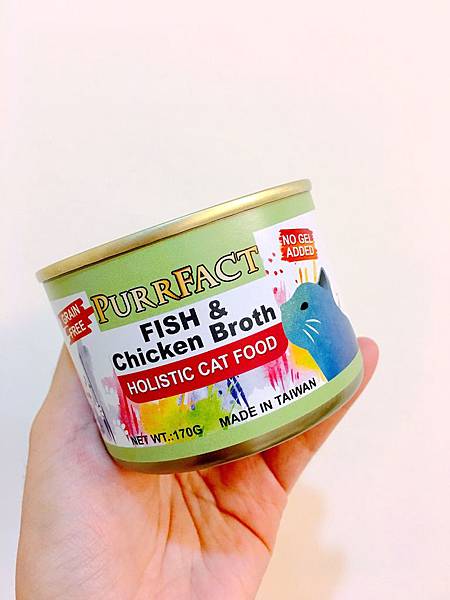 GRAIN
FREE
PURRFACT
NO GEL
ADDED
FISH &
Chicken Broth
HOLISTIC CAT FOOD
NET WT.:170G
MADE IN TAIWAN